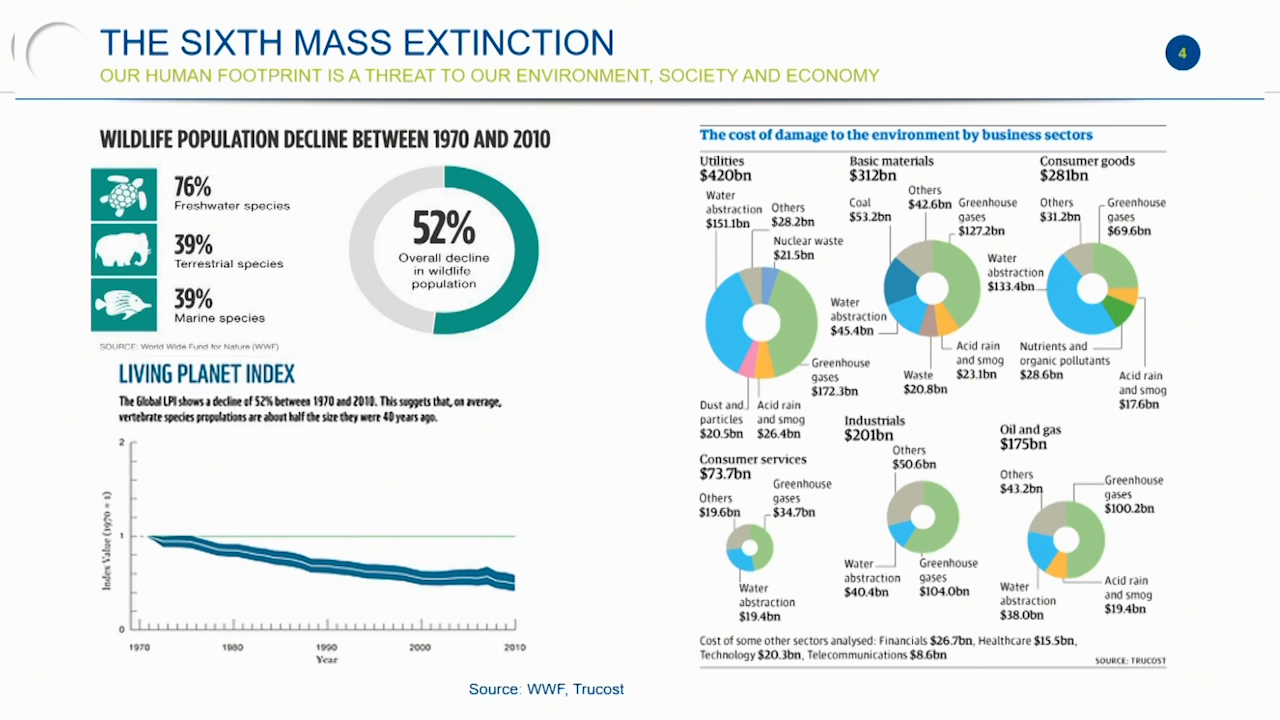 THE SIXTH MASS EXTINCTION
OUR HUMAN FOOTPRINT IS A THREAT TO OUR ENVIRONMENT, SOCIETY AND ECONOMY
4
WILDLIFE POPULATION DECLINE BETWEEN 1970 AND 2010
76%
Freshwater species
39%
Terrestrial species
39%
Marine species
52%
Overall decline
in wildlife
population
SOURCE: World Wide Fund for Nature (WWF)
LIVING PLANET INDEX
The Global LPI shows a decline of 52% between 1970 and 2010. This suggests that, on average,
vertebrate species propulations are about half the size they were 40 years ago.
Index Value (1970 = 1)
2
1
0
1970
1980
1990
2000
2010
Year
The cost of damage to the environment by business sectors
Utilities
$420bn
Water
abstraction
$151.1bn
Others
$28.2bn
Nuclear waste
$21.5bn
Greenhouse
gases
$172.3bn
Dust and
particles
$20.5bn
Acid rain
and smog
$26.4bn
Basic materials
$312bn
Coal
$53.2bn
Others
$42.6bn
Greenhouse
gases
$127.2bn
Water
abstraction
$45.4bn
Waste
$20.8bn
Acid rain
and smog
$23.1bn
Consumer goods
$281bn
Others
$31.2bn
Greenhouse
gases
$69.6bn
Water
abstraction
$133.4bn
Nutrients and
organic pollutants
$28.6bn
Acid rain
and smog
$17.6bn
Consumer services
$73.7bn
Others
$19.6bn
Greenhouse
gases
$34.7bn
Water
abstraction
$19.4bn
Industrials
$201bn
Others
$50.6bn
Water
abstraction
$40.4bn
Greenhouse
gases
$104.0bn
Oil and gas
$175bn
Others
$43.2bn
Greenhouse
gases
$100.2bn
Water
abstraction
$38.0bn
Acid rain
and smog
$19.4bn
Cost of some other sectors analysed: Financials $26.7bn, Healthcare $15.5bn,
Technology $20.3bn, Telecommunications $8.6bn
SOURCE: TRUCOST
Source: WWF, Trucost